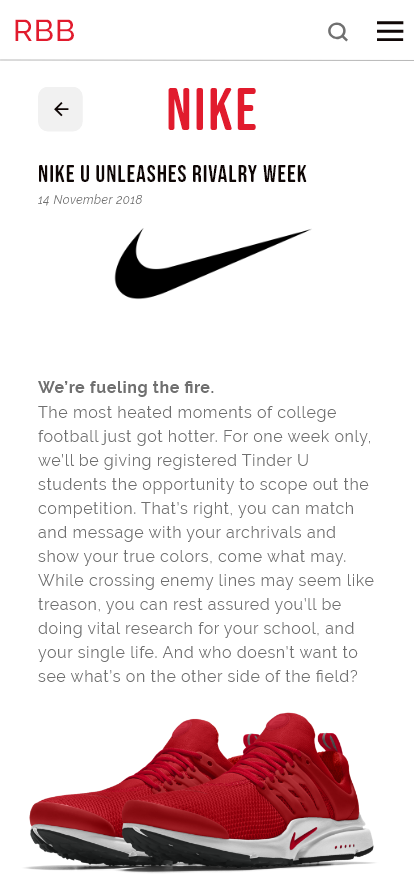 RBB
NIKE
NIKE U UNLEASHES RIVALRY WEEK
14 November 2018
We're fueling the fire.
The most heated moments of college
football just got hotter. For one week only,
we'll be giving registered Tinder U
students the opportunity to scope out the
competition. That's right, you can match
and message with your archrivals and
show your true colors, come what may.
While crossing enemy lines may seem like
treason, you can rest assured you'll be
doing vital research for your school, and
your single life. And who doesn't want to
see what's on the other side of the field?